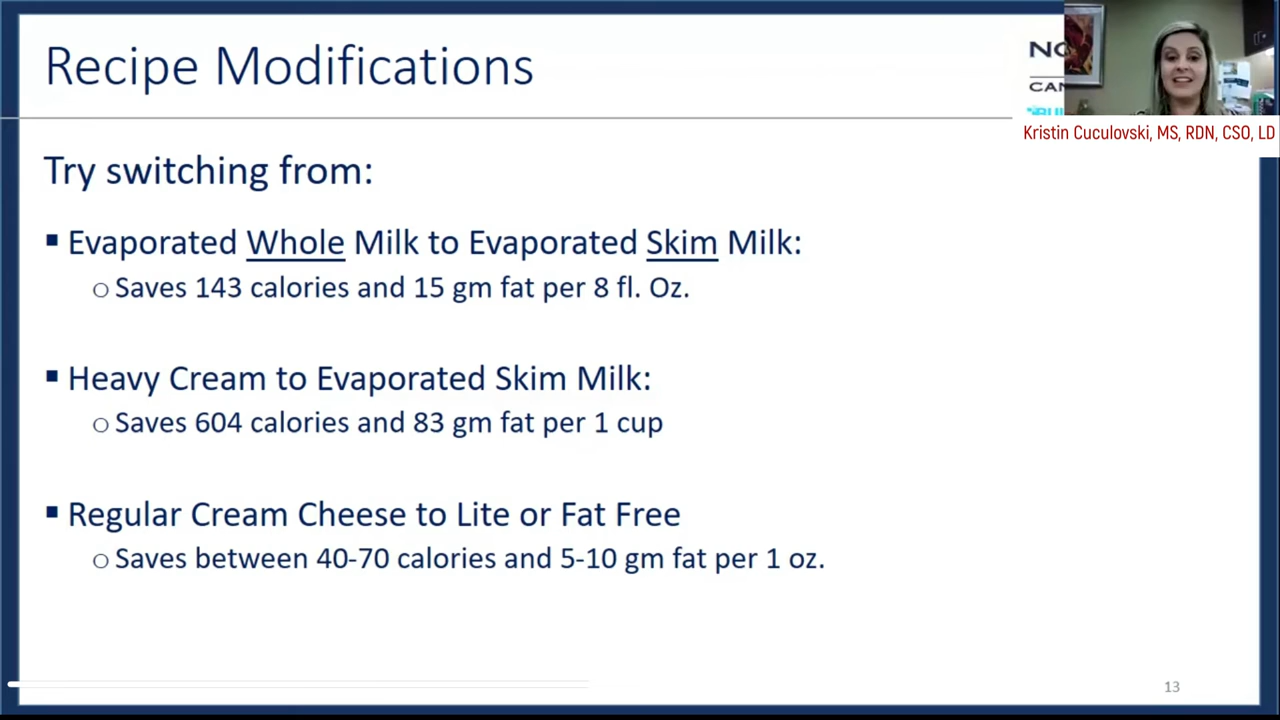 Recipe Modifications
NO
CAN
Kristin Cuculovski, MS, RDN, CSO, LD
Try switching from:
▪ Evaporated Whole Milk to Evaporated Skim Milk:
o Saves 143 calories and 15 gm fat per 8 fl. Oz.
▪ Heavy Cream to Evaporated Skim Milk:
o Saves 604 calories and 83 gm fat per 1 cup
▪ Regular Cream Cheese to Lite or Fat Free
o Saves between 40-70 calories and 5-10 gm fat per 1 oz.
13